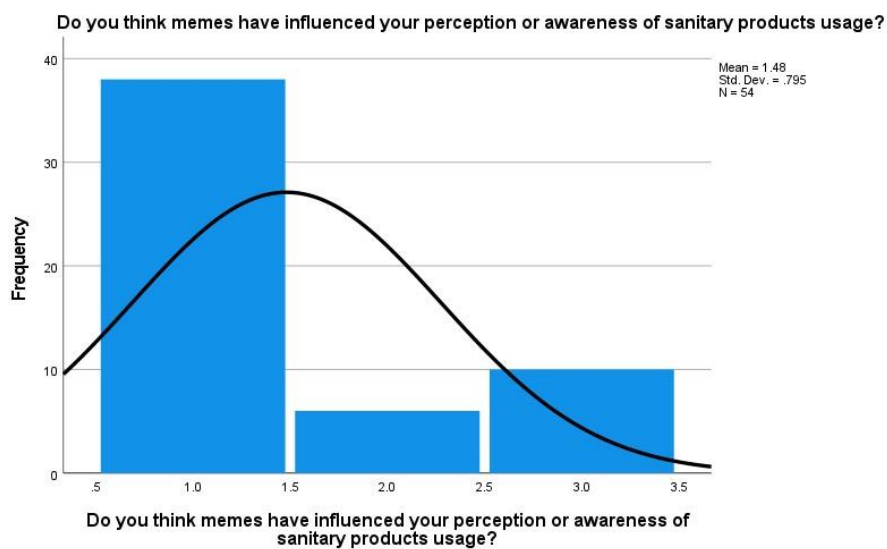 Do you think memes have influenced your perception or awareness of sanitary products usage?
40
30
20
10
0
Frequency
Mean = 1.48
Std. Dev. = .795
N = 54
.5 1.0 1.5 2.0 2.5 3.0 3.5
Do you think memes have influenced your perception or awareness of
sanitary products usage?